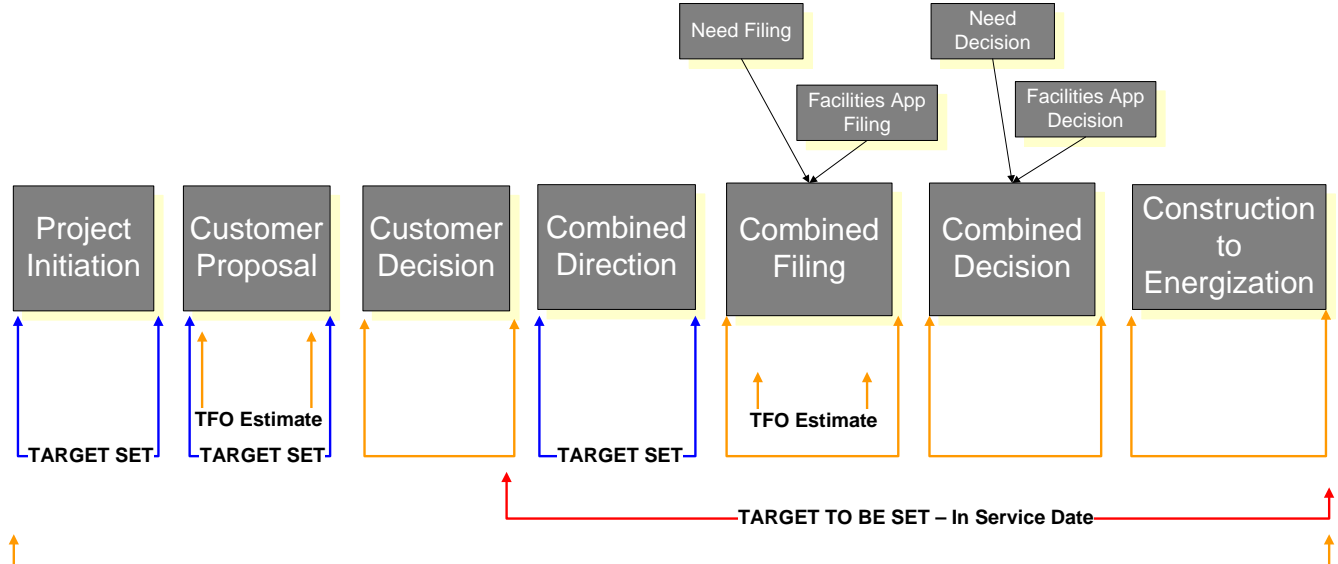 Need Filing
Need
Decision
Facilities App
Filing
Facilities App
Decision
Project
Initiation
Customer
Proposal
Customer
Decision
Combined
Direction
Combined
Filing
Combined
Decision
Construction
to
Energization
TFO Estimate
TFO Estimate
TARGET SET
TARGET SET
TARGET SET
TARGET TO BE SET – In Service Date